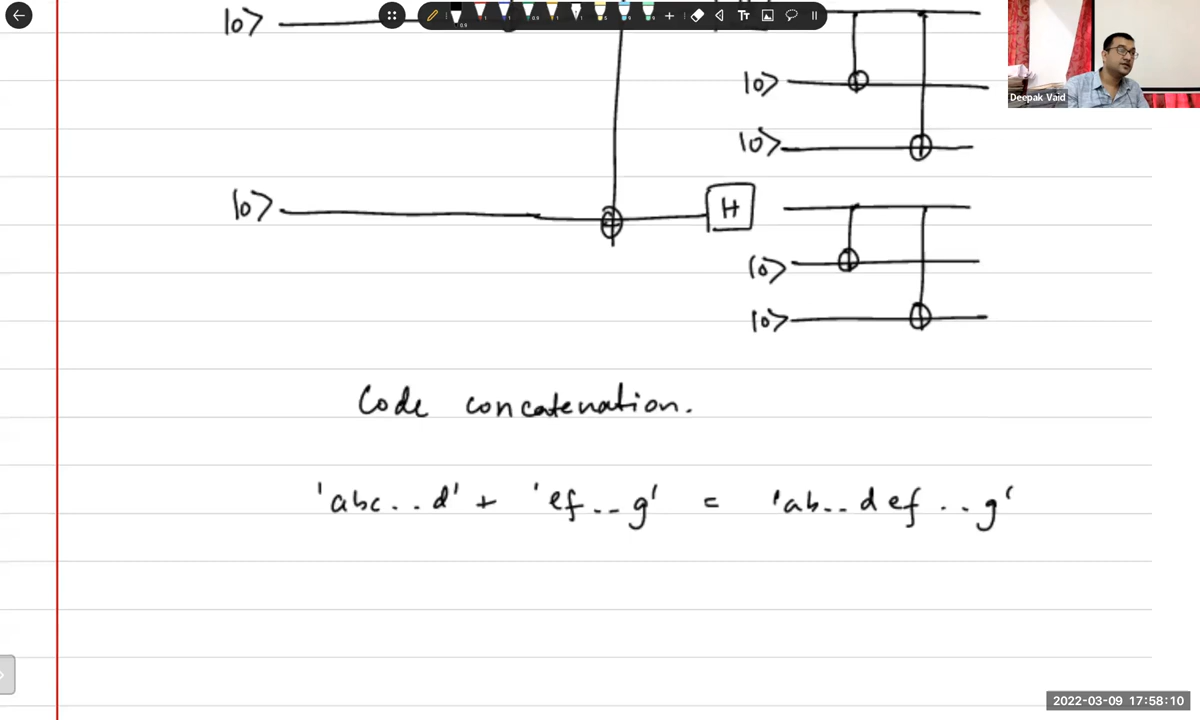 |0>
|0>
|0>
|0> H
|0>
|0>
Code concatenation.
'abc..d' + 'ef..g' = 'ab..def..g'
Deepak Vaid
TT
2022-03-09 17:58:10